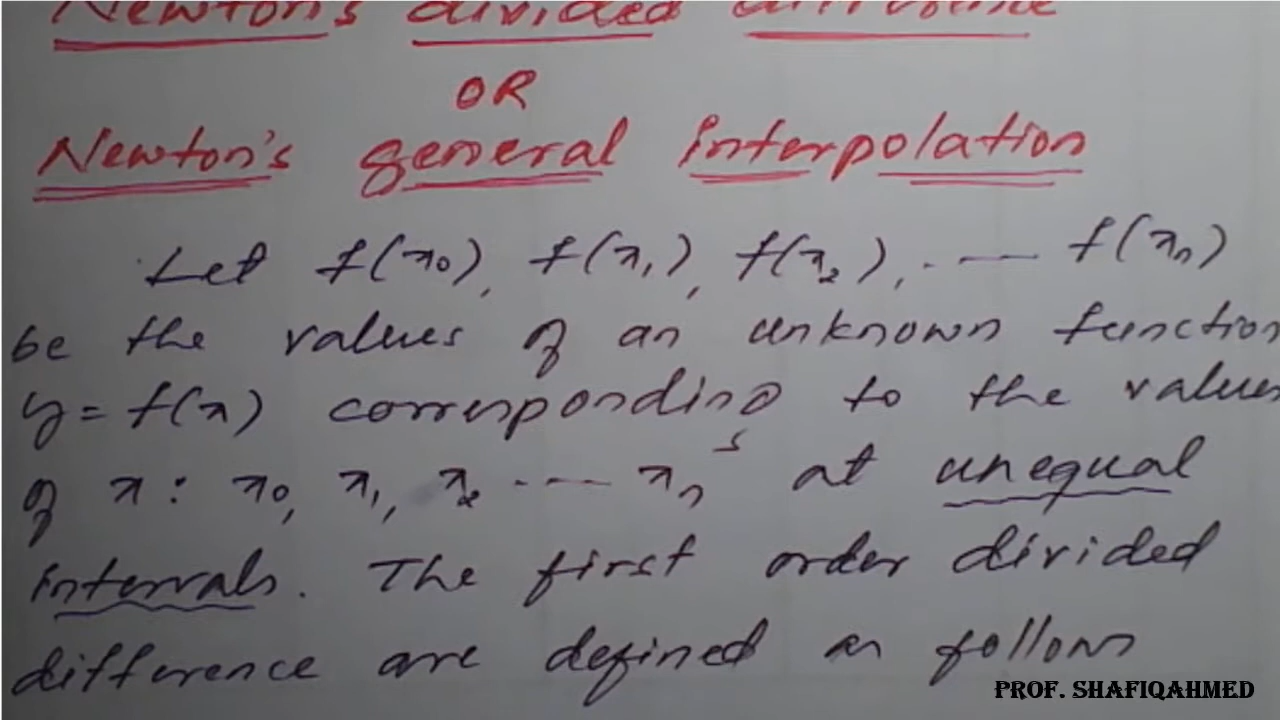 Newton's divided difference
OR
Newton's general interpolation
Let f(x0), f(x1), f(x2), .--- f(xn)
be the values of an unknown function
y = f(x) corresponding to the values
of x : x0, x1, x2 ---- xn at unequal
intervals. The first order divided
difference are defined as follows
PROF. SHAFIQAHMED